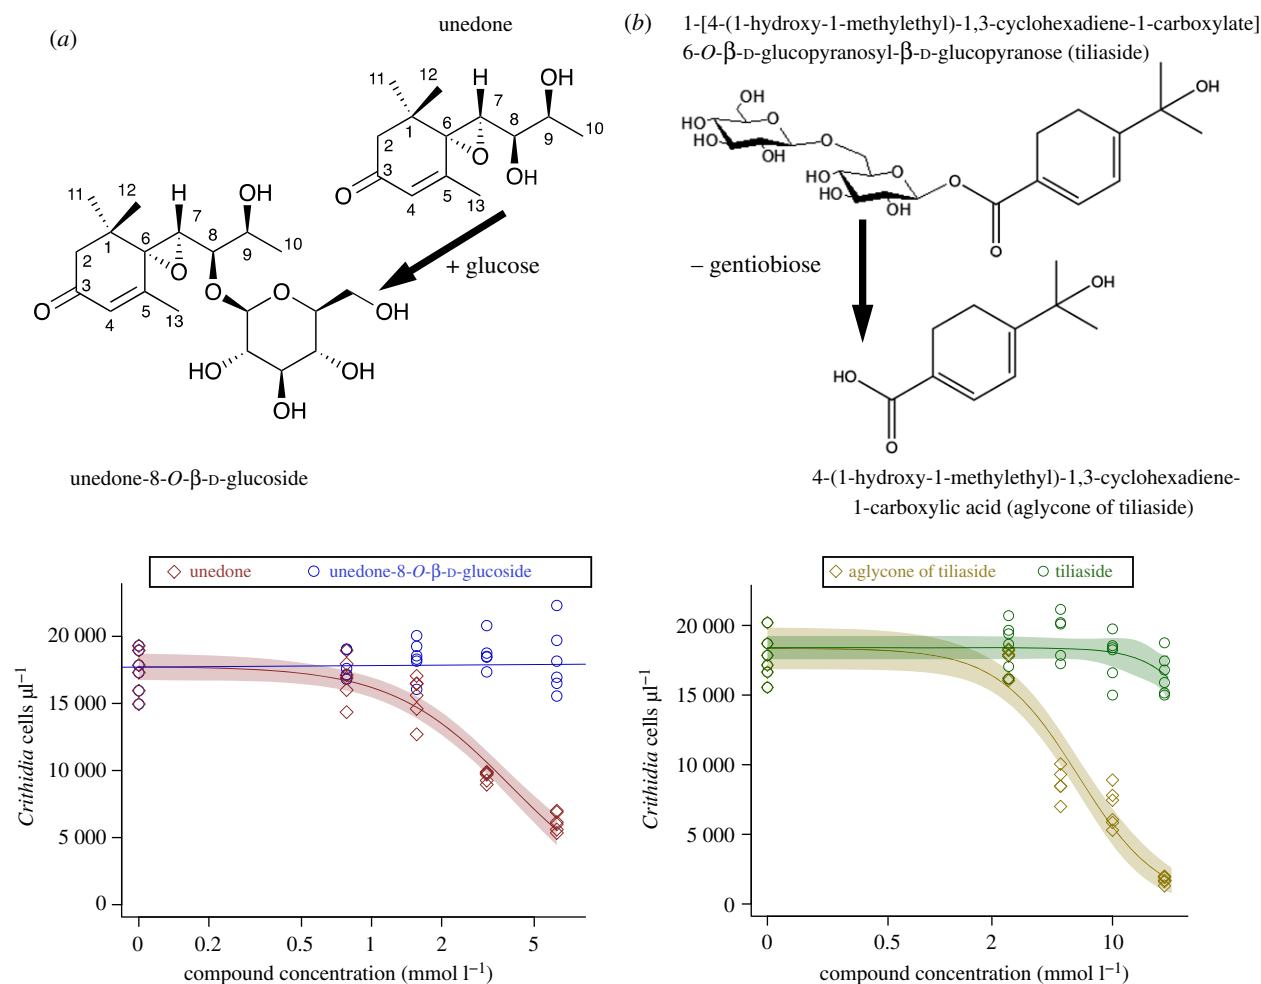 (a)
unedone
11
12
H
OH
7
1
6
8
10
2
O
9
3
OH
O
4
5
13
11
12
H
OH
7
1
6
8
10
2
O
9
3
O
O
O
4
5
13
OH
HO
OH
OH
+ glucose
unedone-8-O-β-D-glucoside
(b)
1-[4-(1-hydroxy-1-methylethyl)-1,3-cyclohexadiene-1-carboxylate]
6-O-β-D-glucopyranosyl-β-D-glucopyranose (tiliaside)
OH
OH
HO
O
HO
OH
O
HO
O
HO
OH
O
O
– gentiobiose
OH
HO
O
4-(1-hydroxy-1-methylethyl)-1,3-cyclohexadiene-
1-carboxylic acid (aglycone of tiliaside)
unedone
unedone-8-O-β-D-glucoside
Crithidia cells µl⁻¹
20 000
15 000
10 000
5 000
0
0 0.2 0.5 1 2 5
compound concentration (mmol l⁻¹)
aglycone of tiliaside
tiliaside
Crithidia cells µl⁻¹
20 000
15 000
10 000
5 000
0
0 0.5 2 10
compound concentration (mmol l⁻¹)